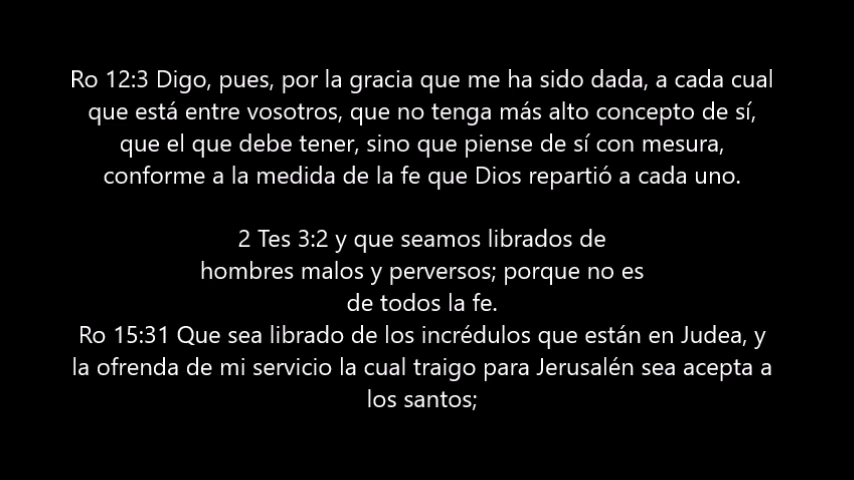 Ro 12:3 Digo, pues, por la gracia que me ha sido dada, a cada cual
que está entre vosotros, que no tenga más alto concepto de sí,
que el que debe tener, sino que piense de sí con mesura,
conforme a la medida de la fe que Dios repartió a cada uno.
2 Tes 3:2 y que seamos librados de
hombres malos y perversos; porque no es
de todos la fe.
Ro 15:31 Que sea librado de los incrédulos que están en Judea, y
la ofrenda de mi servicio la cual traigo para Jerusalén sea acepta a
los santos;